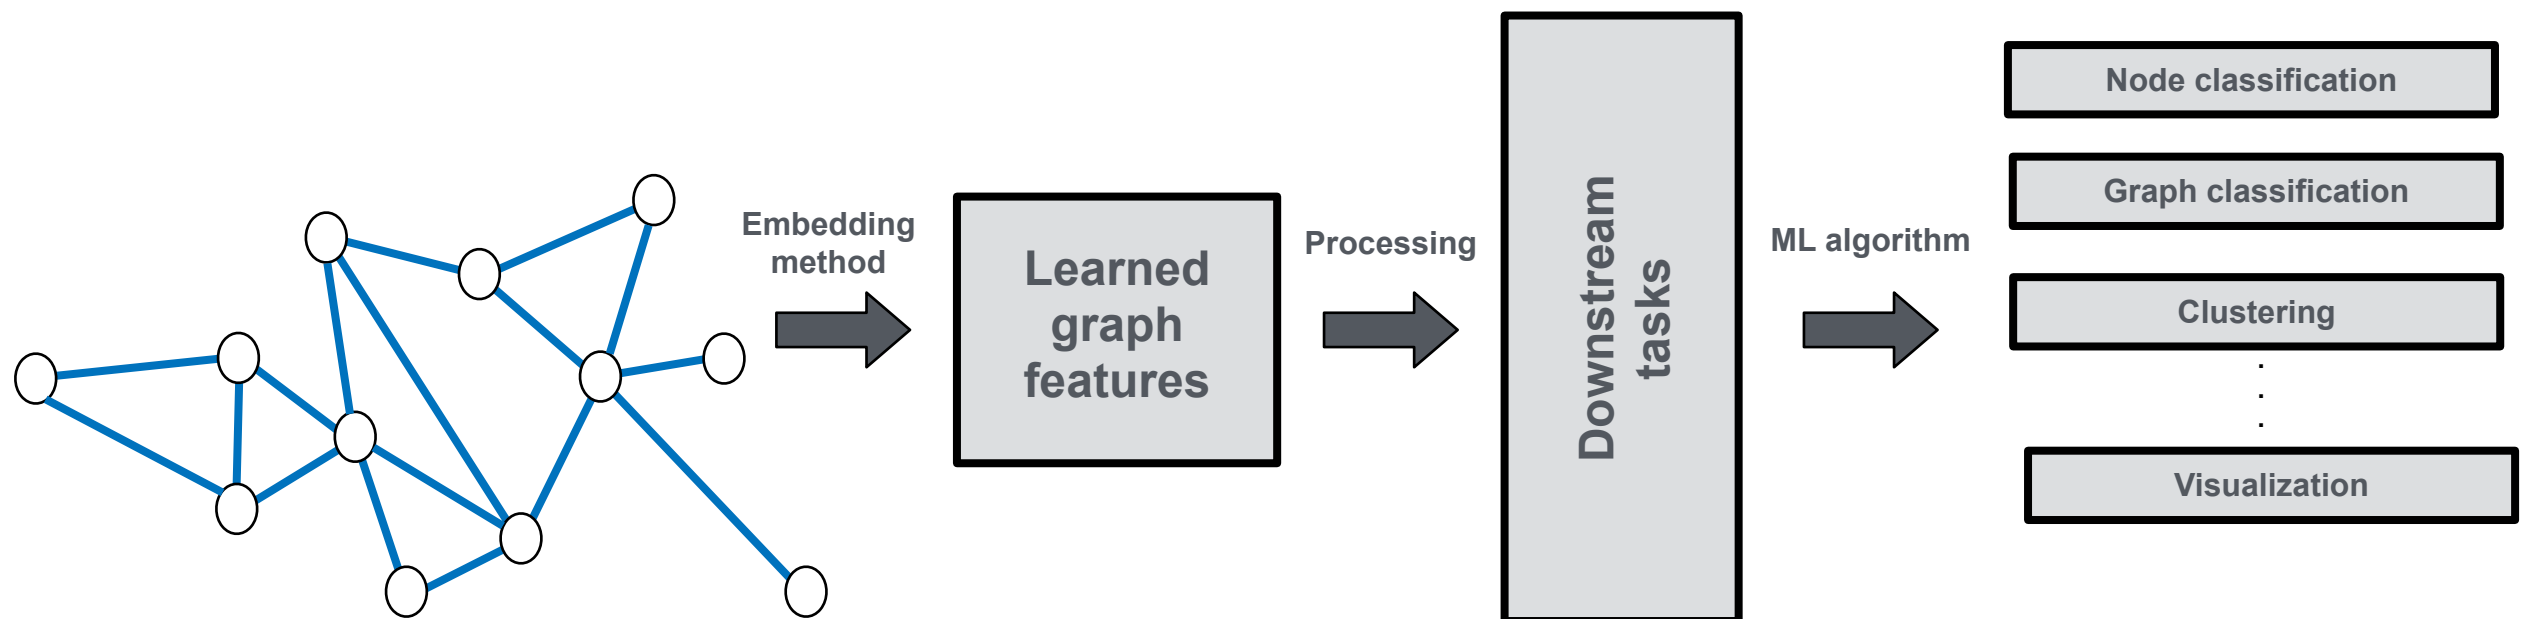 Embedding
method
Learned
graph
features
Processing
Downstream
tasks
ML algorithm
Node classification
Graph classification
Clustering
.
.
.
Visualization